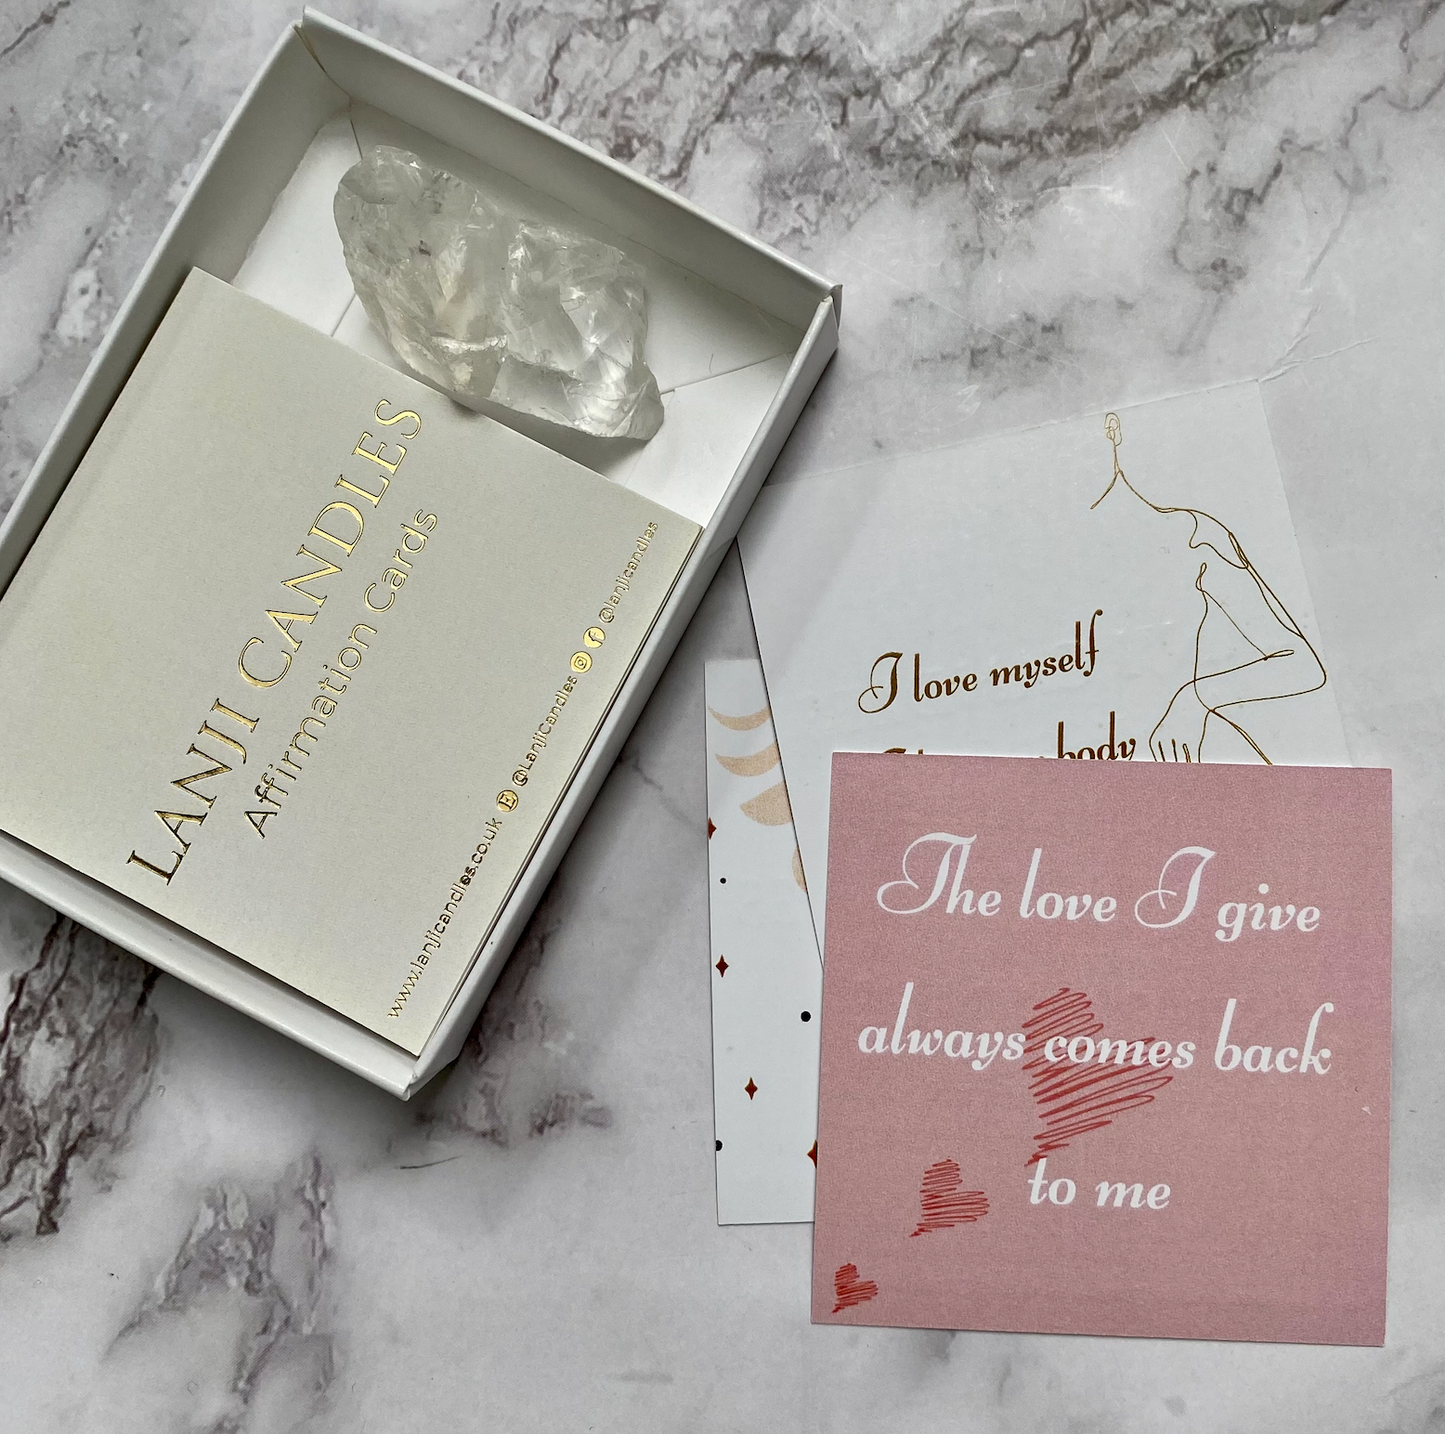 LANJI CANDLES
Affirmation Cards
www.lanjicandles.co.uk @LanjiCandles @lanjicandles
I love myself
body
The love I give
always comes back
to me